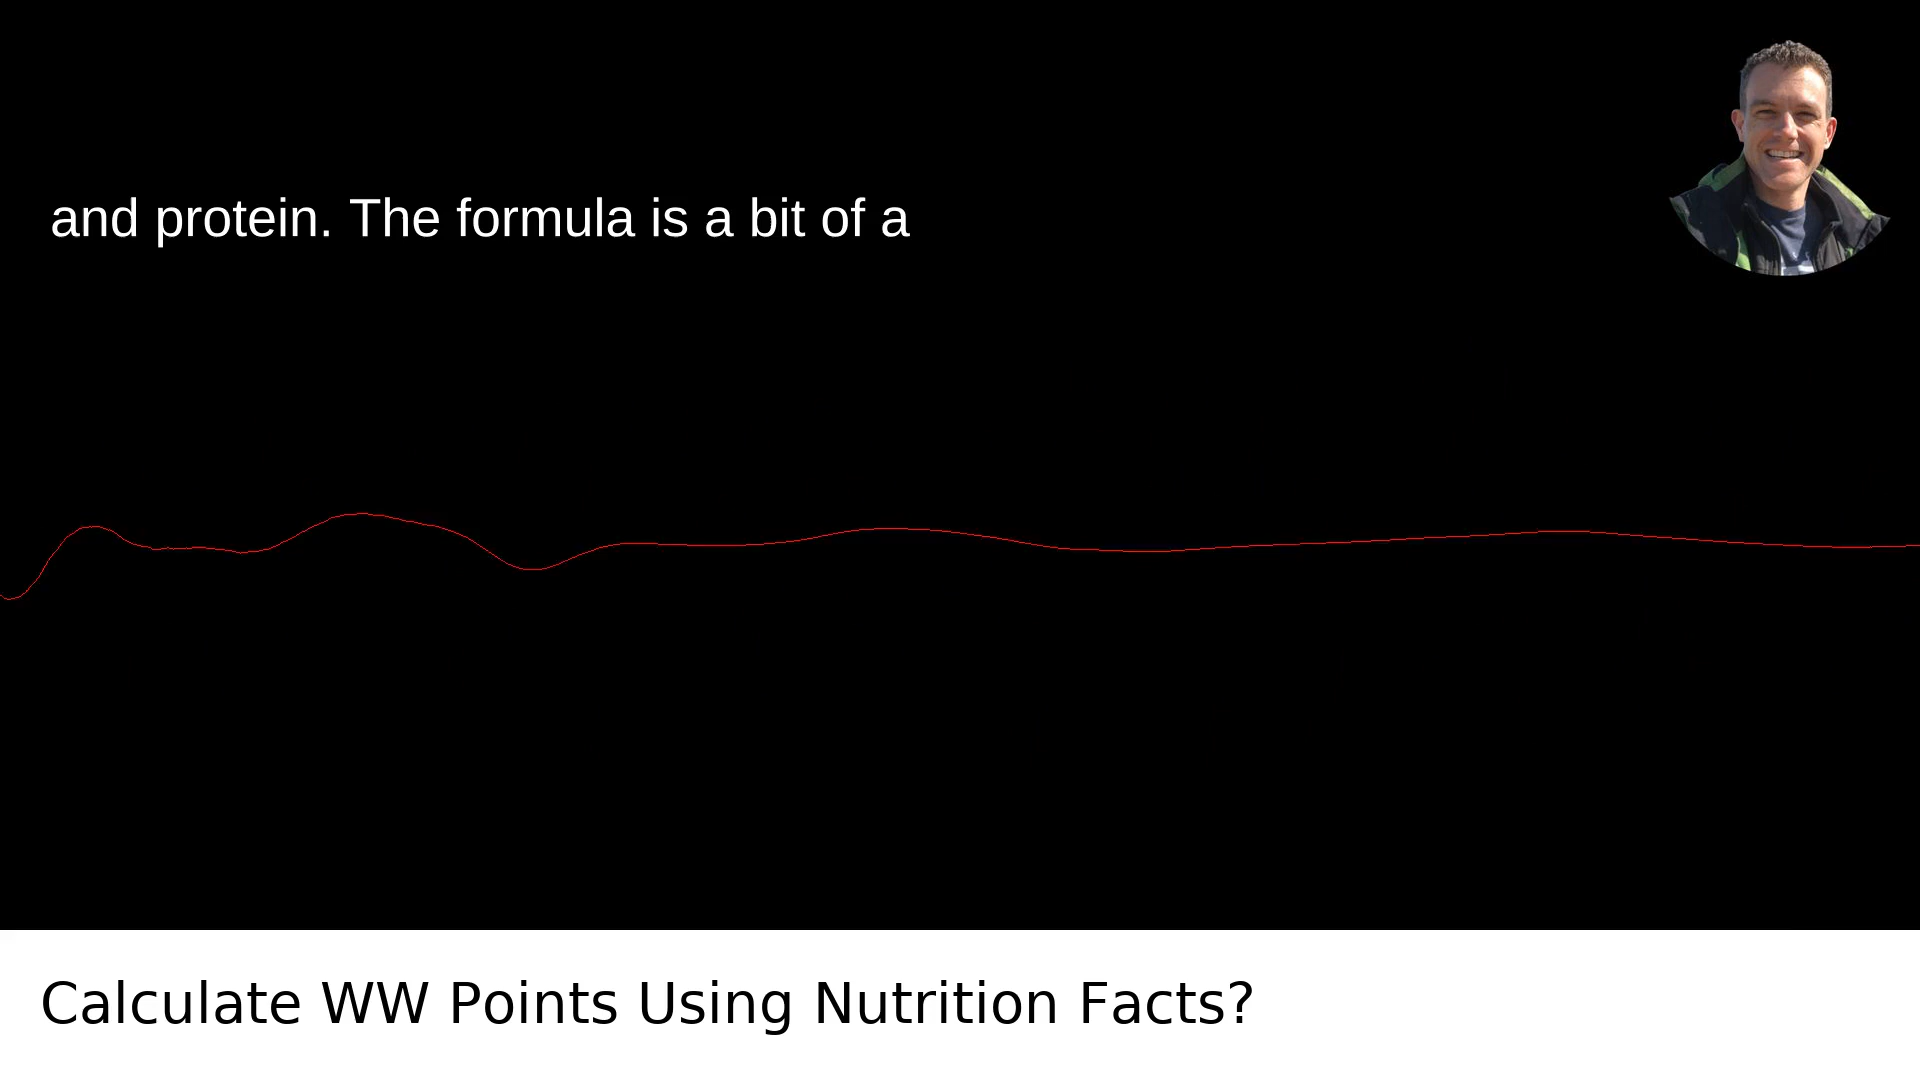 and protein. The formula is a bit of a
Calculate WW Points Using Nutrition Facts?